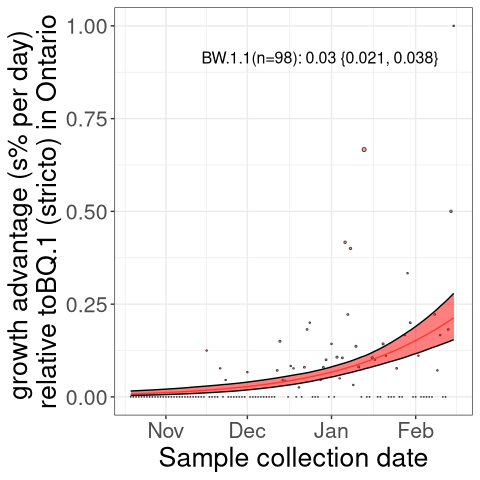 growth advantage (s% per day)
relative toBQ.1 (stricto) in Ontario
1.00
0.75
0.50
0.25
0.00
BW.1.1(n=98): 0.03 {0.021, 0.038}
Nov Dec Jan Feb
Sample collection date